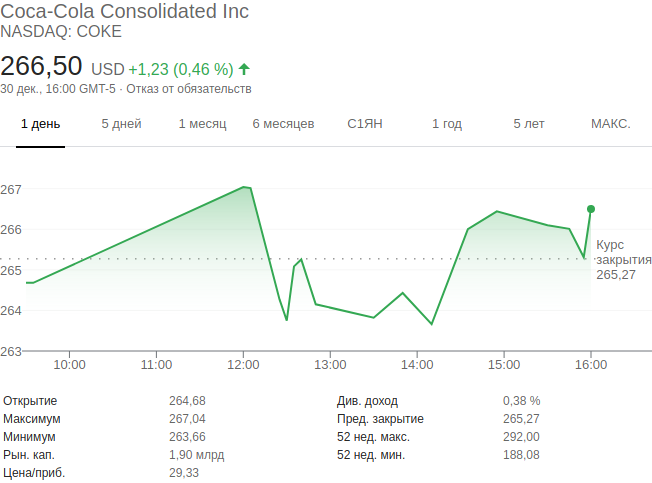 Coca-Cola Consolidated Inc
NASDAQ: COKE
266,50 USD +1,23 (0,46 %)
30 дек., 16:00 GMT-5 · Отказ от обязательств
1 день 5 дней 1 месяц 6 месяцев С1ЯН 1 год 5 лет МАКС.
267
266
265
264
263
Курс
закрытия
265,27
10:00 11:00 12:00 13:00 14:00 15:00 16:00
Открытие 264,68 Див. доход 0,38 %
Максимум 267,04 Пред. закрытие 265,27
Минимум 263,66 52 нед. макс. 292,00
Рын. кап. 1,90 млрд 52 нед. мин. 188,08
Цена/приб. 29,33